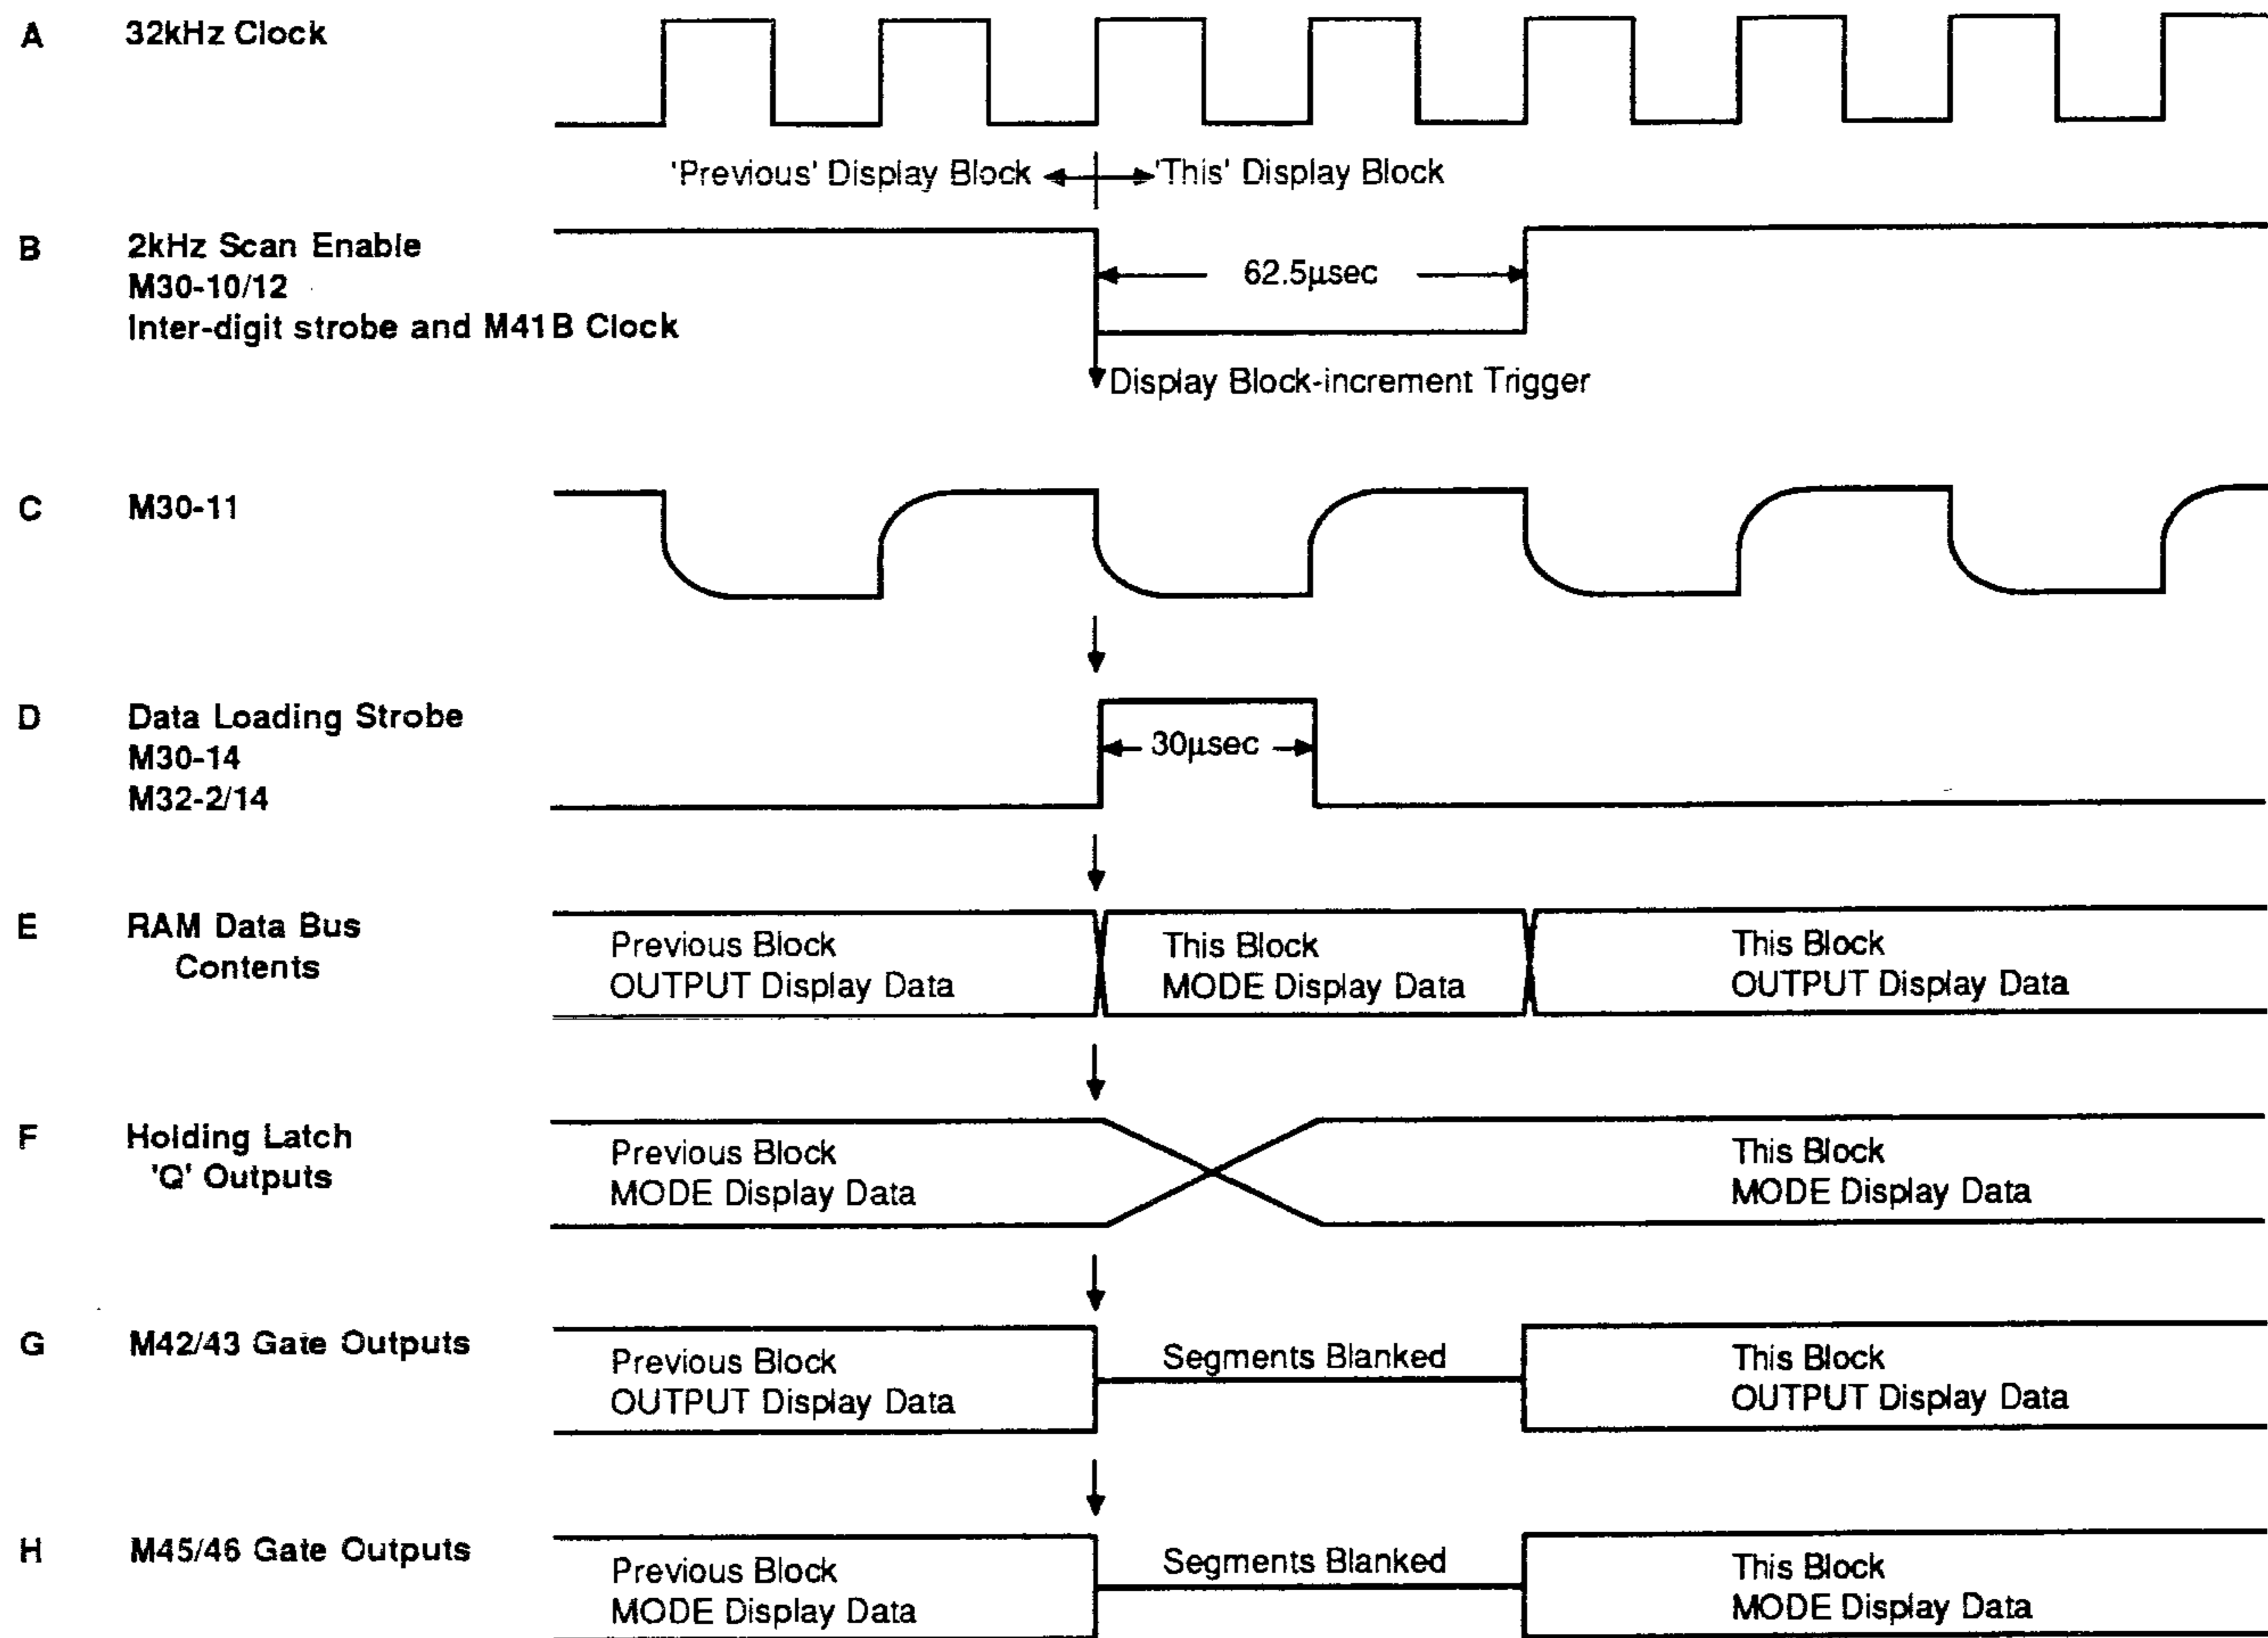 A 32kHz Clock
'Previous' Display Block 'This' Display Block
B 2kHz Scan Enable
M30-10/12
Inter-digit strobe and M41B Clock
62.5µsec
Display Block-increment Trigger
C M30-11
D Data Loading Strobe
M30-14
M32-2/14
30µsec
E RAM Data Bus
Contents
Previous Block
OUTPUT Display Data
This Block
MODE Display Data
This Block
OUTPUT Display Data
F Holding Latch
'Q' Outputs
Previous Block
MODE Display Data
This Block
MODE Display Data
G M42/43 Gate Outputs
Previous Block
OUTPUT Display Data
Segments Blanked
This Block
OUTPUT Display Data
H M45/46 Gate Outputs
Previous Block
MODE Display Data
Segments Blanked
This Block
MODE Display Data